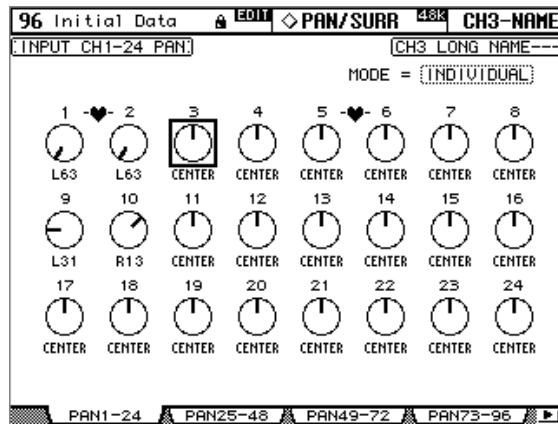 96 Initial Data EDIT PAN/SURR 48k CH3-NAME
INPUT CH1-24 PAN CH3 LONG NAME---
MODE = INDIVIDUAL
1 2 3 4 5 6 7 8
L63 L63 CENTER CENTER CENTER CENTER CENTER CENTER
9 10 11 12 13 14 15 16
L31 R13 CENTER CENTER CENTER CENTER CENTER CENTER
17 18 19 20 21 22 23 24
CENTER CENTER CENTER CENTER CENTER CENTER CENTER CENTER
PAN1-24 PAN25-48 PAN49-72 PAN73-96